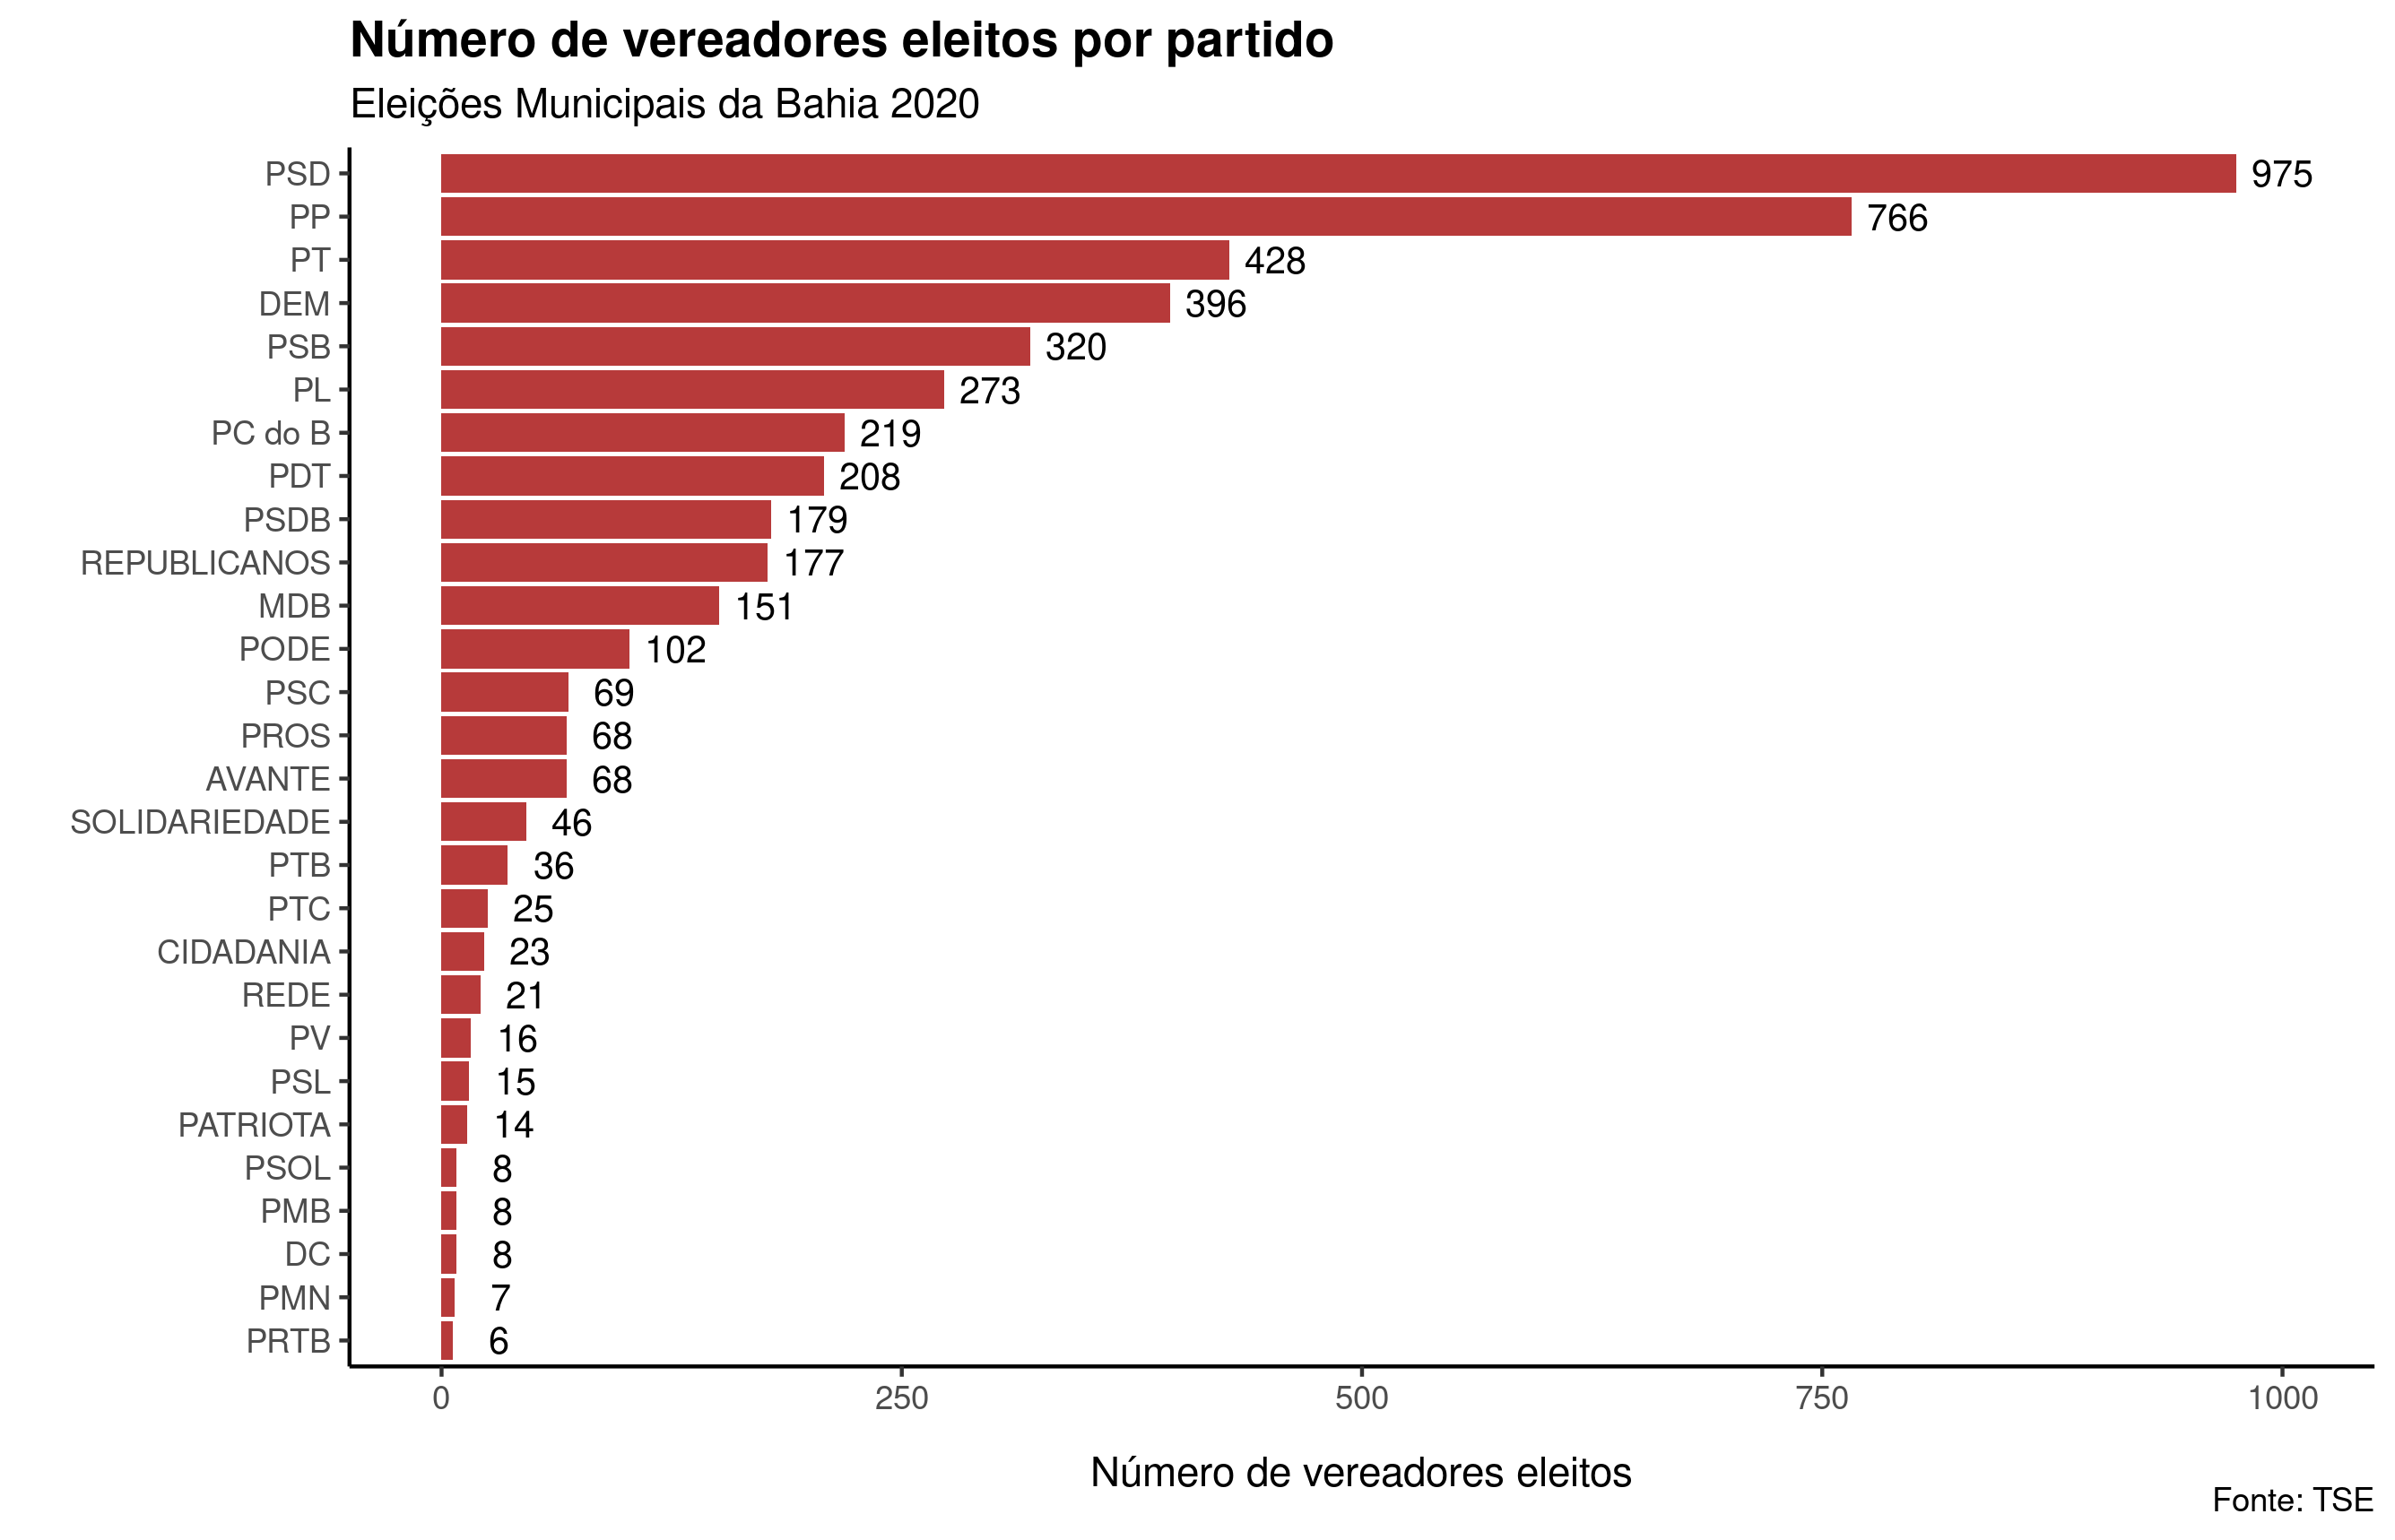 Número de vereadores eleitos por partido
Eleições Municipais da Bahia 2020
PSD 975
PP 766
PT 428
DEM 396
PSB 320
PL 273
PC do B 219
PDT 208
PSDB 179
REPUBLICANOS 177
MDB 151
PODE 102
PSC 69
PROS 68
AVANTE 68
SOLIDARIEDADE 46
PTB 36
PTC 25
CIDADANIA 23
REDE 21
PV 16
PSL 15
PATRIOTA 14
PSOL 8
PMB 8
DC 8
PMN 7
PRTB 6
0 250 500 750 1000
Número de vereadores eleitos
Fonte: TSE